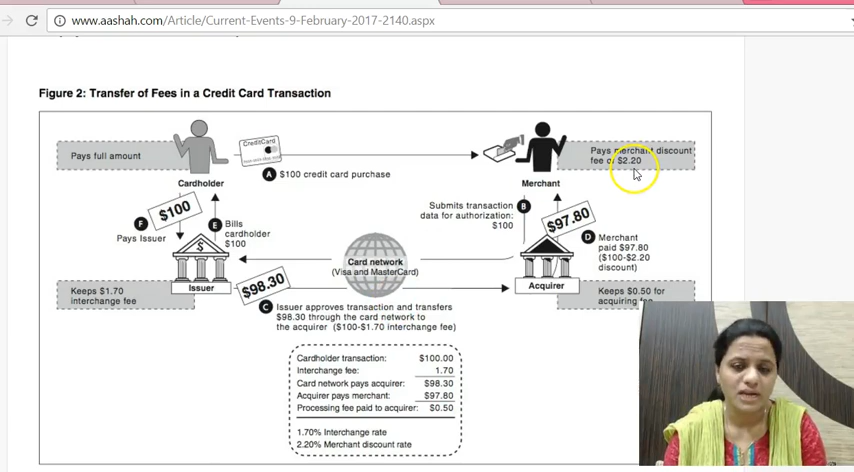 www.aashah.com/Article/Current-Events-9-February-2017-2140.aspx
Figure 2: Transfer of Fees in a Credit Card Transaction
Pays full amount
CreditCard
Pays merchant discount
fee of $2.20
A $100 credit card purchase
Cardholder
Merchant
F
$100
Pays Issuer
E
Bills
cardholder
$100
Submits transaction
data for authorization:
$100
B
$97.80
D
Merchant
paid $97.80
($100-$2.20
discount)
$
Card network
(Visa and MasterCard)
Issuer
Acquirer
Keeps $1.70
interchange fee
$98.30
Keeps $0.50 for
acquiring fee
C Issuer approves transaction and transfers
$98.30 through the card network to
the acquirer ($100-$1.70 interchange fee)
Cardholder transaction: $100.00
Interchange fee: 1.70
Card network pays acquirer: $98.30
Acquirer pays merchant: $97.80
Processing fee paid to acquirer: $0.50
1.70% Interchange rate
2.20% Merchant discount rate